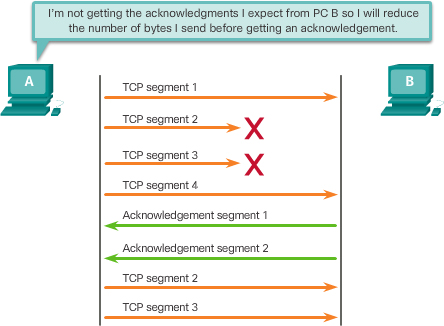 I'm not getting the acknowledgments I expect from PC B so I will reduce
the number of bytes I send before getting an acknowledgement.
A
B
TCP segment 1
TCP segment 2
X
TCP segment 3
X
TCP segment 4
Acknowledgement segment 1
Acknowledgement segment 2
TCP segment 2
TCP segment 3